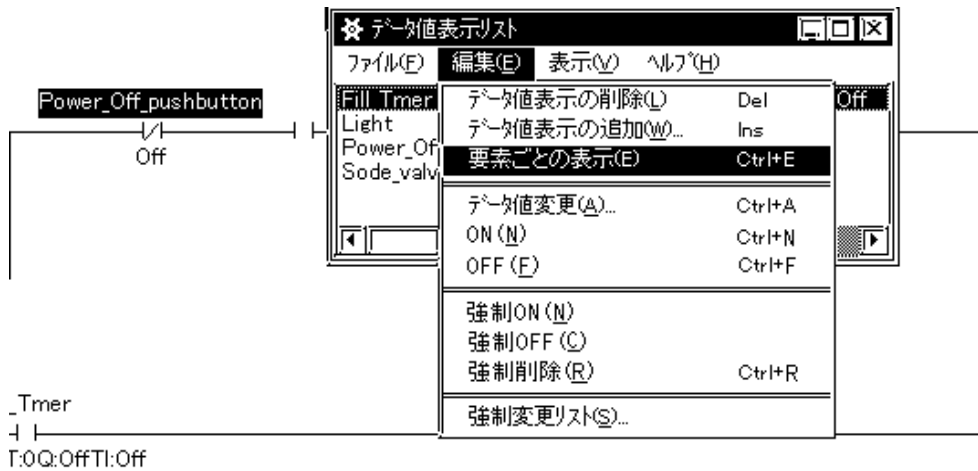 データ値表示リスト
ファイル(F) 編集(E) 表示(V) ヘルプ(H)
Power_Off_pushbutton
Off
Fill_Tmer
Off
Light
Power_Of
Sode_valv
データ値表示の削除(L) Del
データ値表示の追加(W)... Ins
要素ごとの表示(E) Ctrl+E
データ値変更(A)... Ctrl+A
ON(N) Ctrl+N
OFF(F) Ctrl+F
強制ON(N)
強制OFF(C)
強制削除(R) Ctrl+R
強制変更リスト(S)...
_Tmer
T:0Q:OffTI:Off